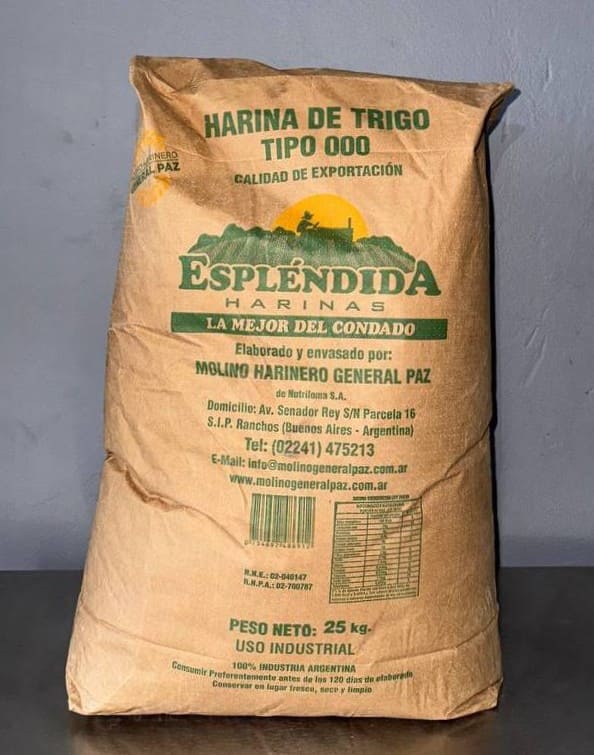 HARINA DE TRIGO
TIPO 000
CALIDAD DE EXPORTACIÓN
GENERAL PAZ
ESPLÉNDIDA
HARINAS
LA MEJOR DEL CONDADO
Elaborado y envasado por:
MOLINO HARINERO GENERAL PAZ
de Nutriloma S.A.
Domicilio: Av. Senador Rey S/N Parcela 16
S.I.P. Ranchos (Buenos Aires - Argentina)
Tel: (02241) 475213
E-Mail: info@molinogeneralpaz.com.ar
www.molinogeneralpaz.com.ar
R.N.E.: 02-040147
R.N.P.A.: 02-700787
PESO NETO: 25 kg.
USO INDUSTRIAL
100% INDUSTRIA ARGENTINA
Consumir Preferentemente antes de los 120 días de elaborado
Conservar en lugar fresco, seco y limpio